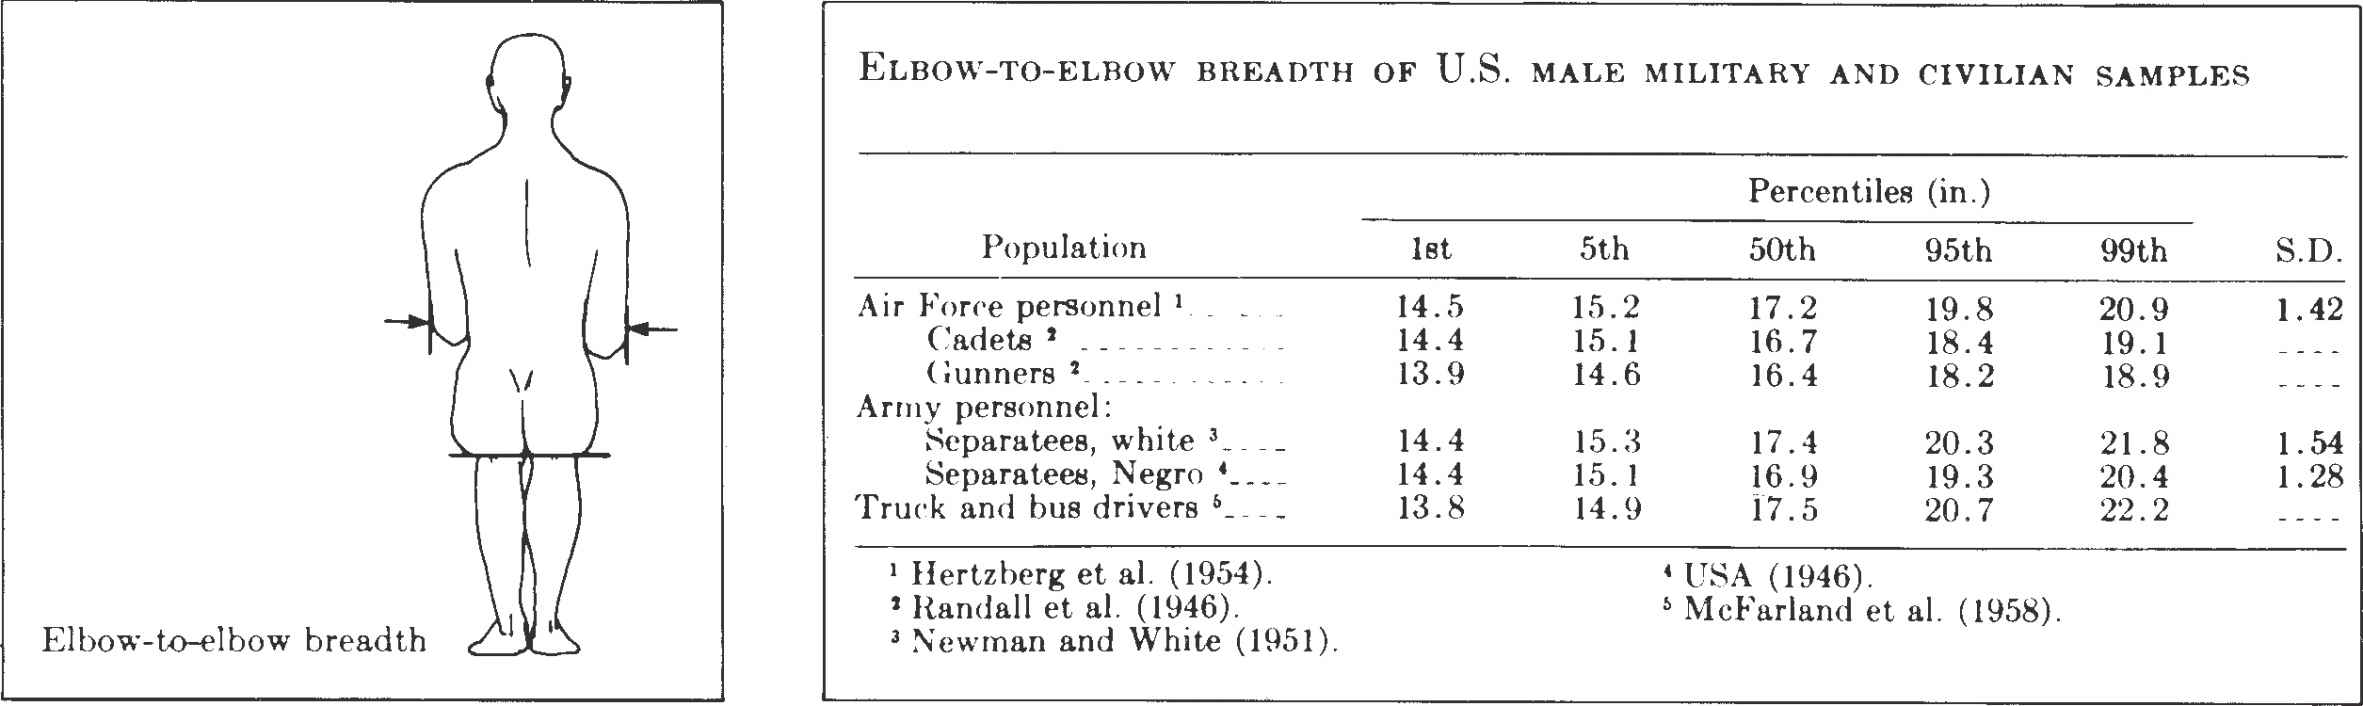 Elbow-to-elbow breadth
ELBOW-TO-ELBOW BREADTH OF U.S. MALE MILITARY AND CIVILIAN SAMPLES
Percentiles (in.)
Population 1st 5th 50th 95th 99th S.D.
Air Force personnel ¹ 14.5 15.2 17.2 19.8 20.9 1.42
Cadets ² 14.4 15.1 16.7 18.4 19.1 ----
Gunners ² 13.9 14.6 16.4 18.2 18.9 ----
Army personnel:
Separatees, white ³ 14.4 15.3 17.4 20.3 21.8 1.54
Separatees, Negro ⁴ 14.4 15.1 16.9 19.3 20.4 1.28
Truck and bus drivers ⁵ 13.8 14.9 17.5 20.7 22.2 ----
¹ Hertzberg et al. (1954).
² Randall et al. (1946).
³ Newman and White (1951).
⁴ USA (1946).
⁵ McFarland et al. (1958).